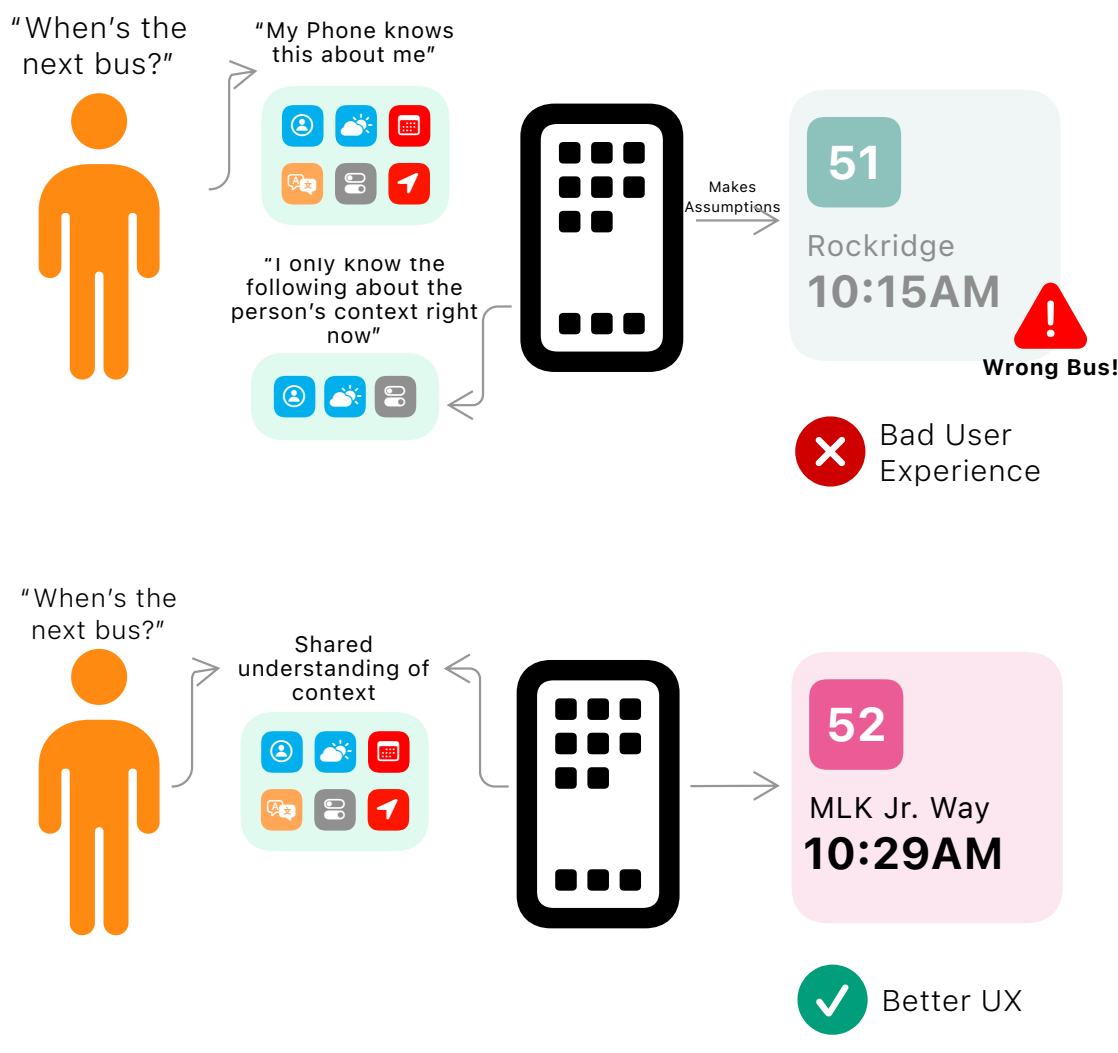 “When’s the
next bus?”
“My Phone knows
this about me”
“I only know the
following about the
person’s context right
now”
Makes
Assumptions
51
Rockridge
10:15AM
Wrong Bus!
Bad User
Experience
“When’s the
next bus?”
Shared
understanding of
context
52
MLK Jr. Way
10:29AM
Better UX